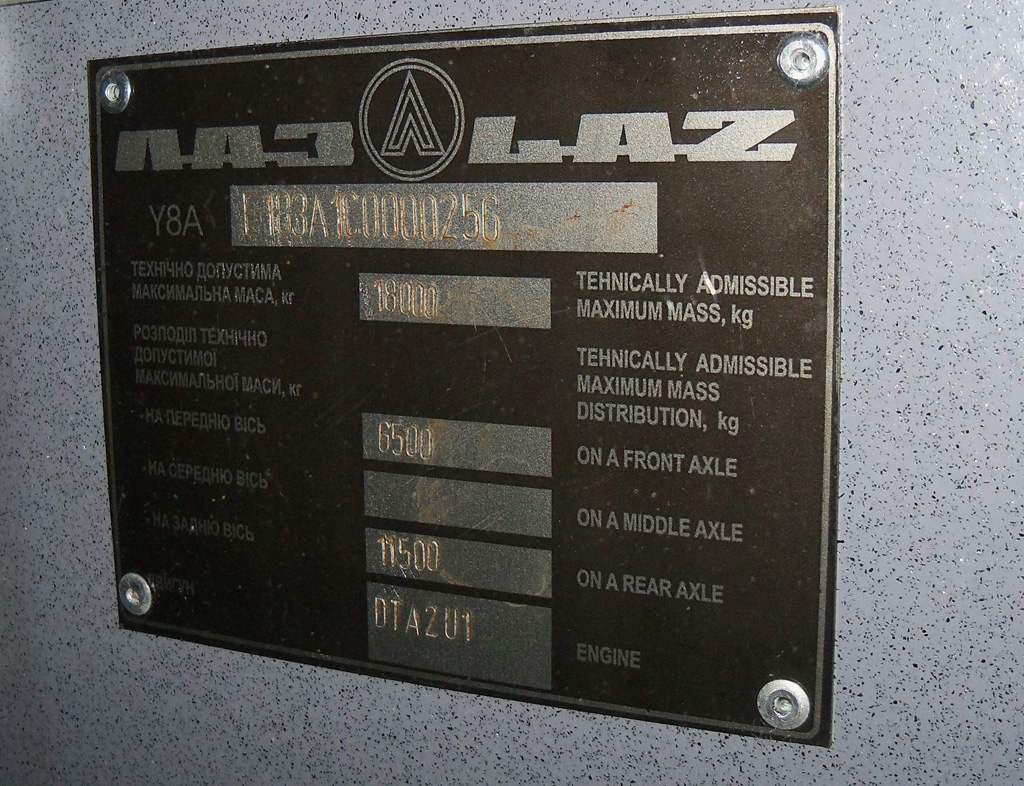 ЛАЗ LAZ
Y8A E183A1C0000256
ТЕХНІЧНО ДОПУСТИМА
МАКСИМАЛЬНА МАСА, кг
18000
TEHNICALLY ADMISSIBLE
MAXIMUM MASS, kg
РОЗПОДІЛ ТЕХНІЧНО
ДОПУСТИМОЇ
МАКСИМАЛЬНОЇ МАСИ, кг
TEHNICALLY ADMISSIBLE
MAXIMUM MASS
DISTRIBUTION, kg
- НА ПЕРЕДНЮ ВІСЬ
6500
ON A FRONT AXLE
- НА СЕРЕДНЮ ВІСЬ
ON A MIDDLE AXLE
- НА ЗАДНЮ ВІСЬ
11500
ON A REAR AXLE
ДВИГУН
DTA2U1
ENGINE